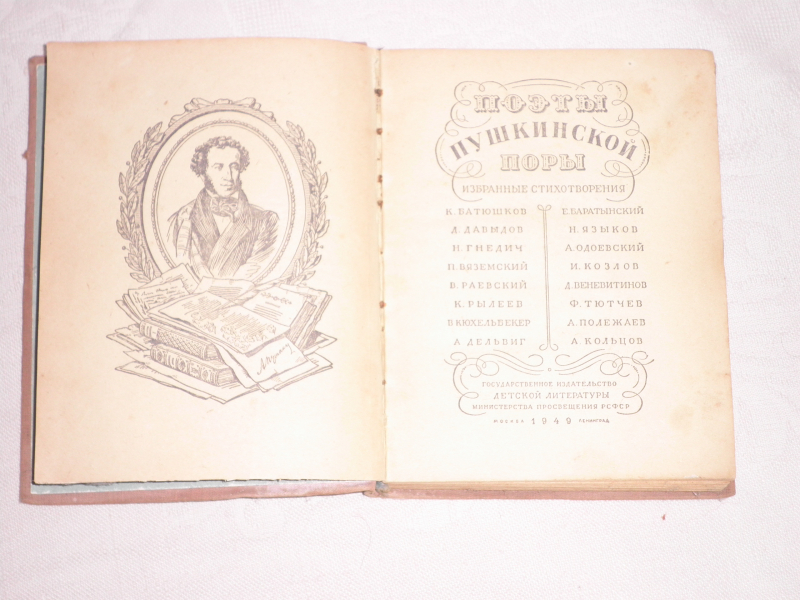 ПОЭТЫ
ПУШКИНСКОЙ
ПОРЫ
ИЗБРАННЫЕ СТИХОТВОРЕНИЯ
К. БАТЮШКОВ
Д. ДАВЫДОВ
Н. ГНЕДИЧ
П. ВЯЗЕМСКИЙ
В. РАЕВСКИЙ
К. РЫЛЕЕВ
В. КЮХЕЛЬБЕКЕР
А. ДЕЛЬВИГ
Е. БАРАТЫНСКИЙ
Н. ЯЗЫКОВ
А. ОДОЕВСКИЙ
И. КОЗЛОВ
Д. ВЕНЕВИТИНОВ
Ф. ТЮТЧЕВ
А. ПОЛЕЖАЕВ
А. КОЛЬЦОВ
ГОСУДАРСТВЕННОЕ ИЗДАТЕЛЬСТВО
ДЕТСКОЙ ЛИТЕРАТУРЫ
МИНИСТЕРСТВА ПРОСВЕЩЕНИЯ РСФСР
МОСКВА 1949 ЛЕНИНГРАД